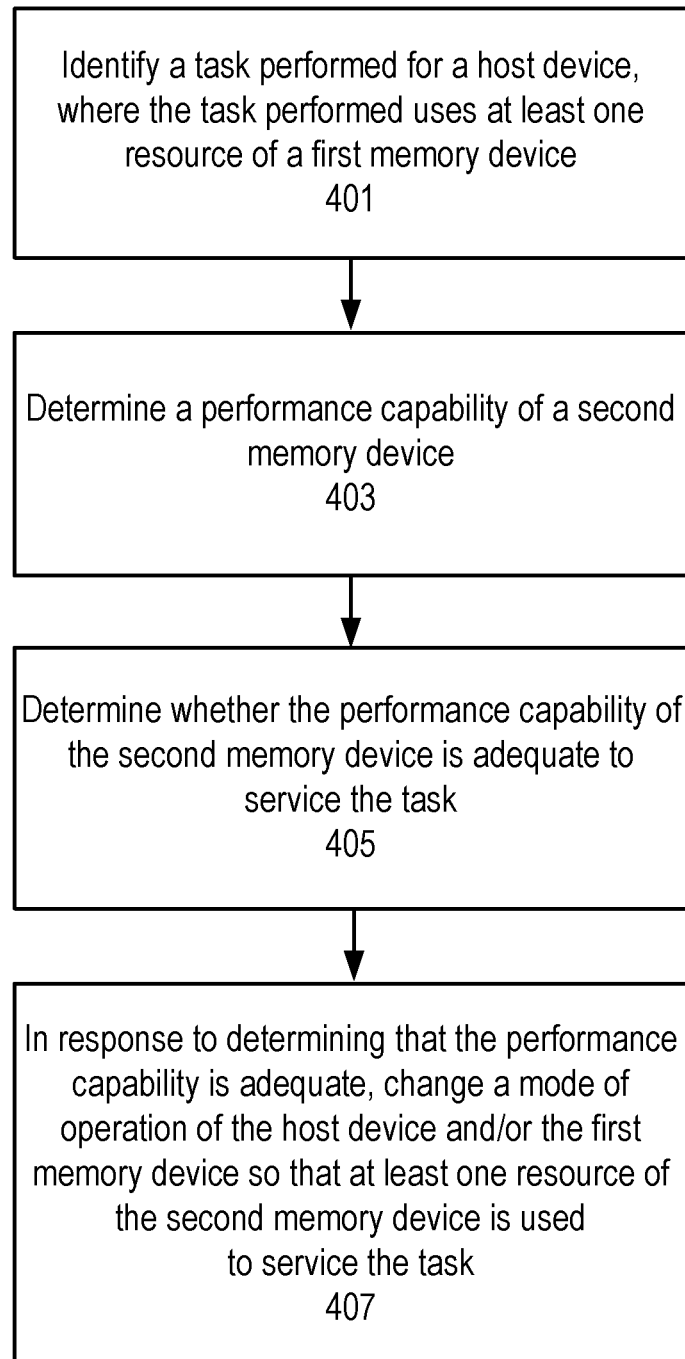 Identify a task performed for a host device,
where the task performed uses at least one
resource of a first memory device
401
Determine a performance capability of a second
memory device
403
Determine whether the performance capability of
the second memory device is adequate to
service the task
405
In response to determining that the performance
capability is adequate, change a mode of
operation of the host device and/or the first
memory device so that at least one resource of
the second memory device is used
to service the task
407